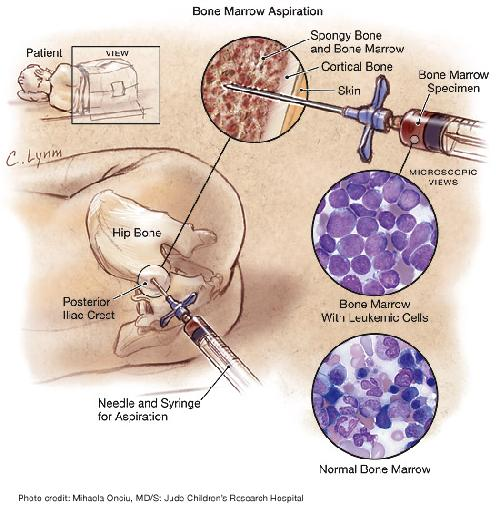 Bone Marrow Aspiration
Patient
VIEW
Spongy Bone
and Bone Marrow
Cortical Bone
Skin
Bone Marrow
Specimen
C. Lynm
MICROSCOPIC
VIEWS
Hip Bone
Posterior
Iliac Crest
Bone Marrow
With Leukemic Cells
Needle and Syringe
for Aspiration
Normal Bone Marrow
Photo credit: Mihaela Onciu, MD/S: Jude Children's Research Hospital